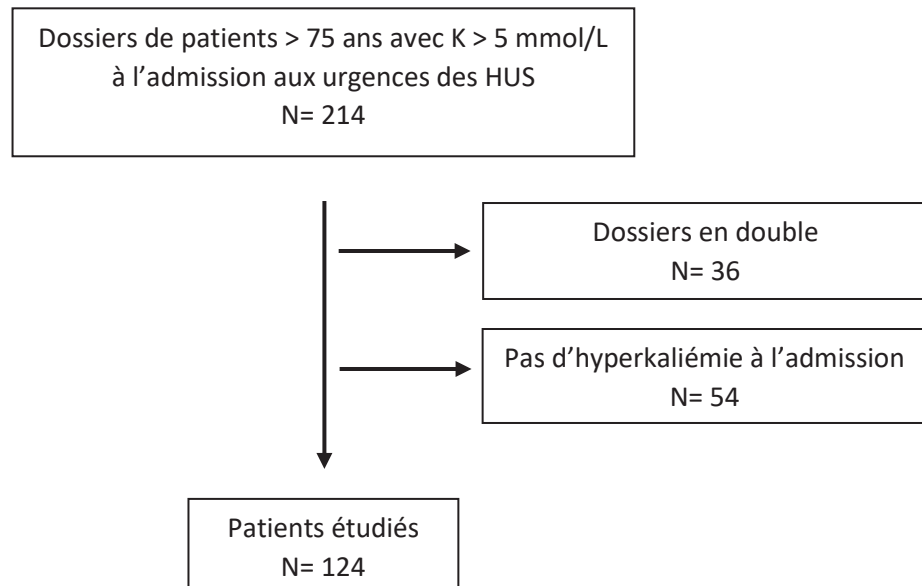 Dossiers de patients > 75 ans avec K > 5 mmol/L
à l’admission aux urgences des HUS
N= 214
Dossiers en double
N= 36
Pas d’hyperkaliémie à l’admission
N= 54
Patients étudiés
N= 124